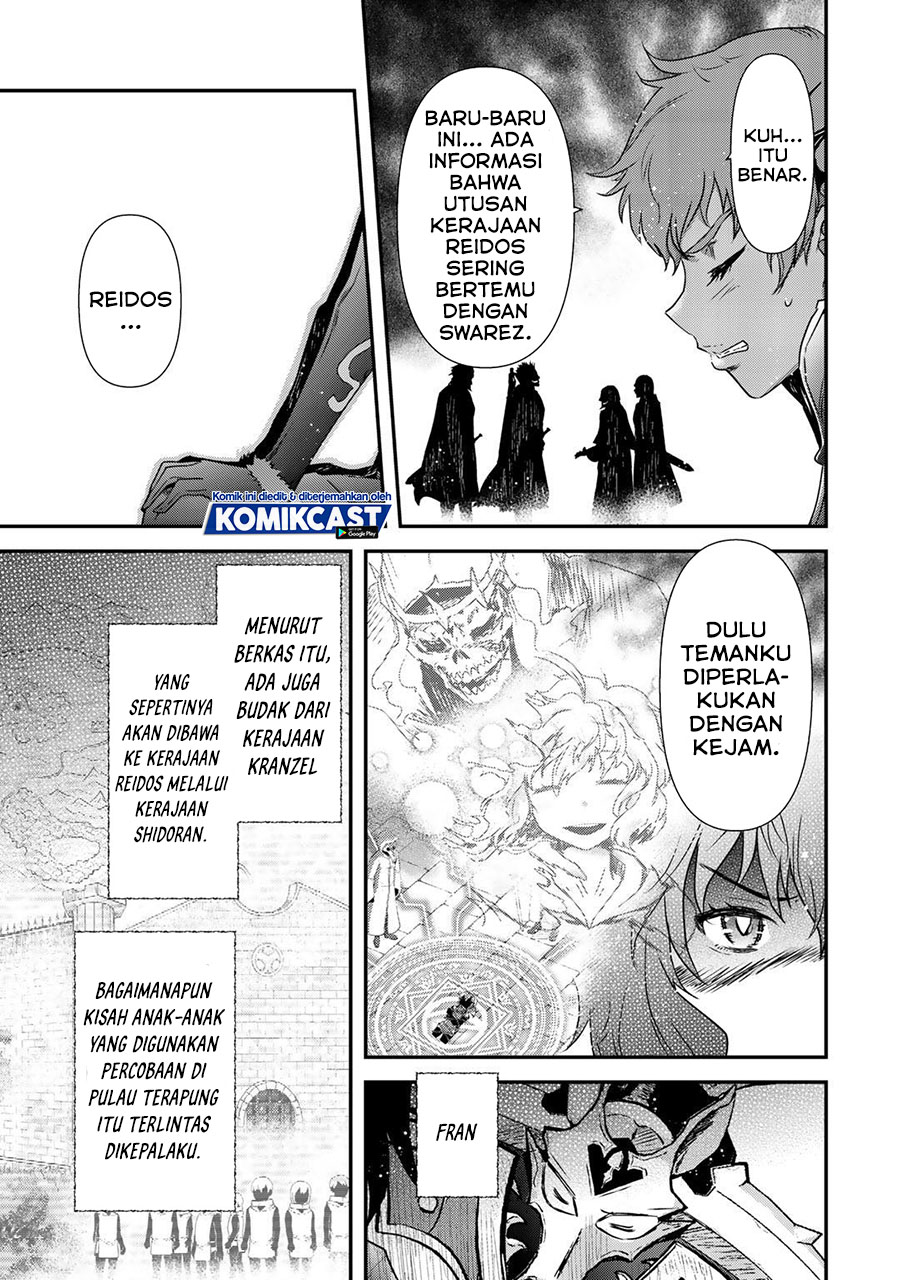 KUH...
ITU
BENAR.
BARU-BARU
INI... ADA
INFORMASI
BAHWA
UTUSAN
KERAJAAN
REIDOS
SERING
BERTEMU
DENGAN
SWAREZ.
REIDOS
...
Komik ini diedit & diterjemahkan oleh
KOMIKCAST
GET IT ON
Google Play
DULU
TEMANKU
DIPERLA-
KUKAN
DENGAN
KEJAM.
MENURUT
BERKAS ITU,
ADA JUGA
BUDAK DARI
KERAJAAN
KRANZEL
YANG
SEPERTINYA
AKAN DIBAWA
KE KERAJAAN
REIDOS MELALUI
KERAJAAN
SHIDORAN.
BAGAIMANAPUN
KISAH ANAK-ANAK
YANG DIGUNAKAN
PERCOBAAN DI
PULAU TERAPUNG
ITU TERLINTAS
DIKEPALAKU.
FRAN